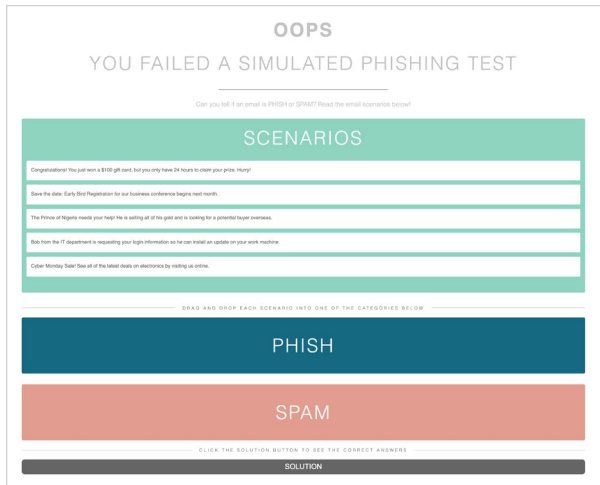 OOPS
YOU FAILED A SIMULATED PHISHING TEST
Can you tell if an email is PHISH or SPAM? Read the email scenarios below!
SCENARIOS
Congratulations! You just won a $100 gift card, but you only have 24 hours to claim your prize. Hurry!
Save the date: Early Bird Registration for our business conference begins next month.
The Prince of Nigeria needs your help! He is selling all of his gold and is looking for a potential buyer overseas.
Bob from the IT department is requesting your login information so he can install an update on your work machine.
Cyber Monday Sale! See all of the latest deals on electronics by visiting us online.
DRAG AND DROP EACH SCENARIO INTO ONE OF THE CATEGORIES BELOW
PHISH
SPAM
CLICK THE SOLUTION BUTTON TO SEE THE CORRECT ANSWERS
SOLUTION